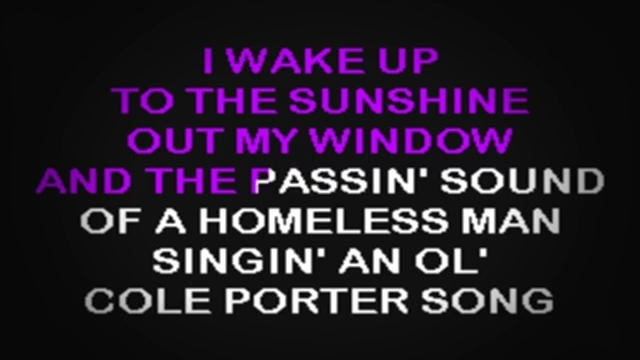 I WAKE UP
TO THE SUNSHINE
OUT MY WINDOW
AND THE PASSIN' SOUND
OF A HOMELESS MAN
SINGIN' AN OL'
COLE PORTER SONG